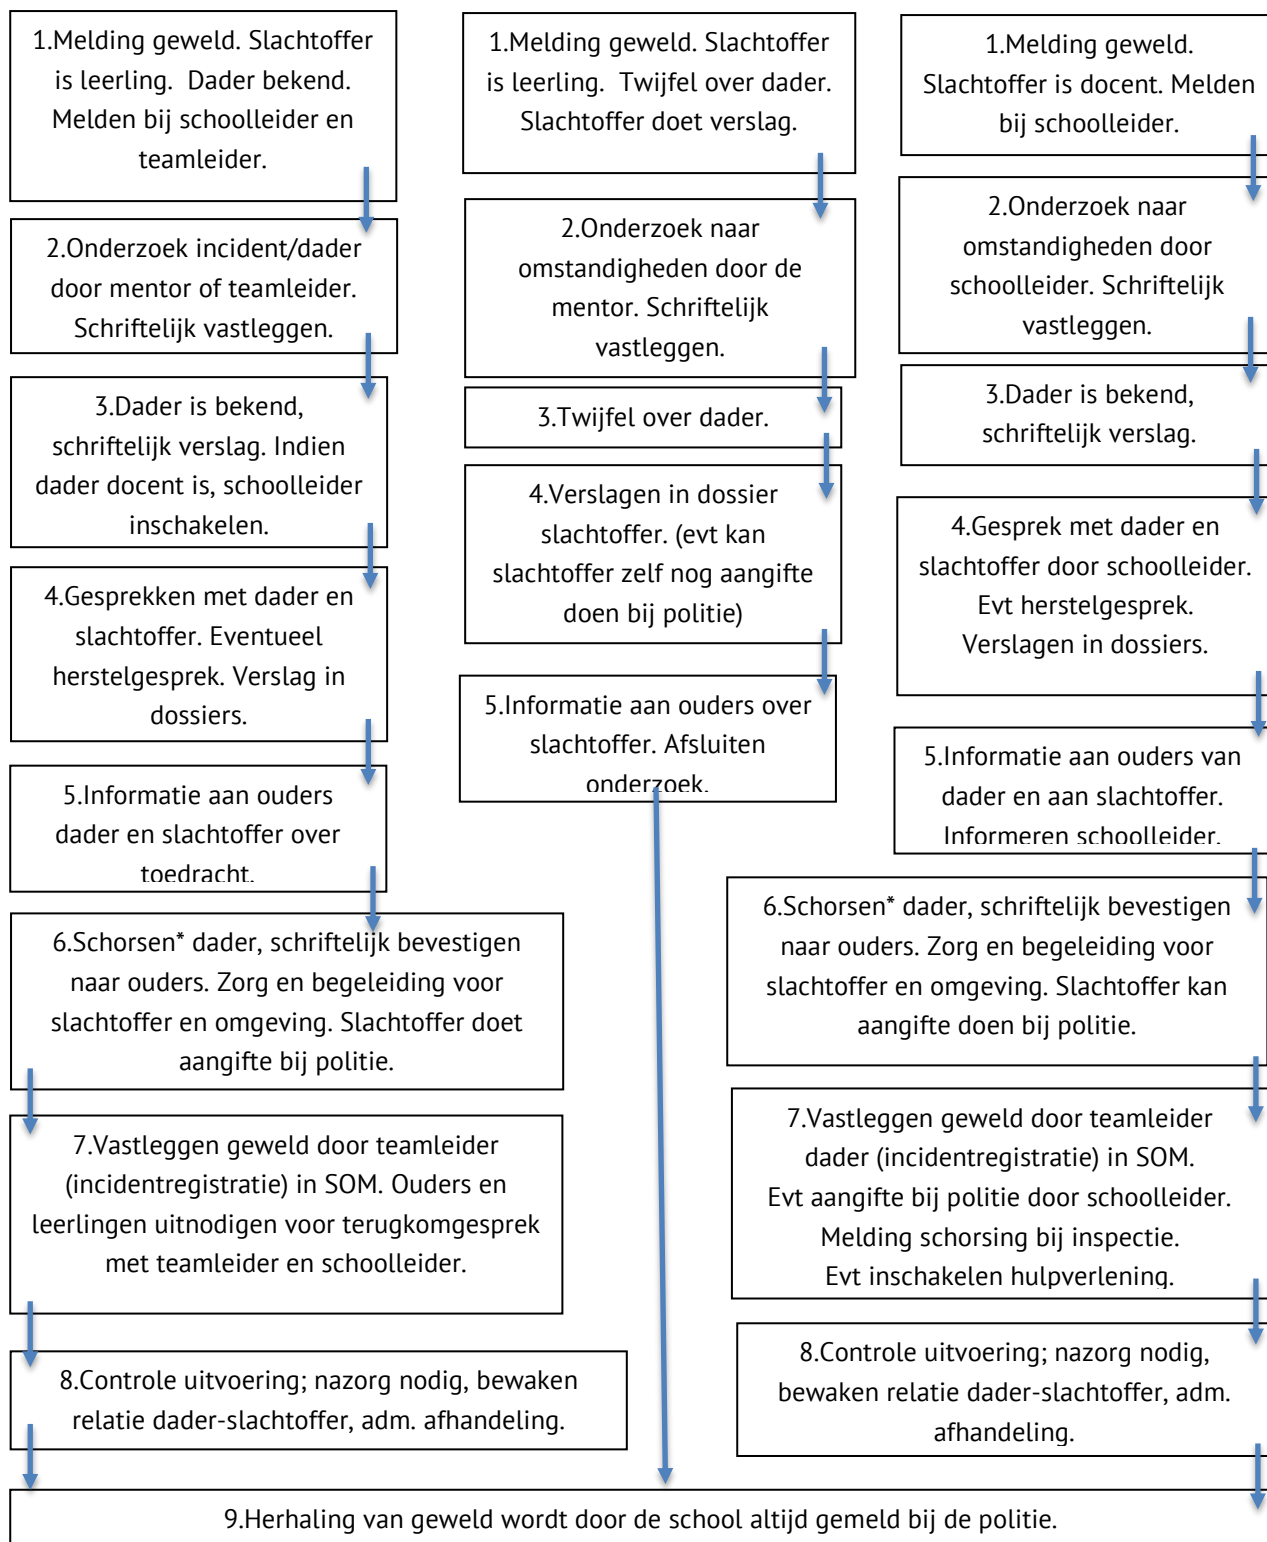 1.Melding geweld. Slachtoffer
is leerling. Dader bekend.
Melden bij schoolleider en
teamleider.
2.Onderzoek incident/dader
door mentor of teamleider.
Schriftelijk vastleggen.
3.Dader is bekend,
schriftelijk verslag. Indien
dader docent is, schoolleider
inschakelen.
4.Gesprekken met dader en
slachtoffer. Eventueel
herstelgesprek. Verslag in
dossiers.
5.Informatie aan ouders
dader en slachtoffer over
toedracht.
6.Schorsen* dader, schriftelijk bevestigen
naar ouders. Zorg en begeleiding voor
slachtoffer en omgeving. Slachtoffer doet
aangifte bij politie.
7.Vastleggen geweld door teamleider
(incidentregistratie) in SOM. Ouders en
leerlingen uitnodigen voor terugkomgesprek
met teamleider en schoolleider.
8.Controle uitvoering; nazorg nodig, bewaken
relatie dader-slachtoffer, adm. afhandeling.
1.Melding geweld. Slachtoffer
is leerling. Twijfel over dader.
Slachtoffer doet verslag.
2.Onderzoek naar
omstandigheden door de
mentor. Schriftelijk
vastleggen.
3.Twijfel over dader.
4.Verslagen in dossier
slachtoffer. (evt kan
slachtoffer zelf nog aangifte
doen bij politie)
5.Informatie aan ouders over
slachtoffer. Afsluiten
onderzoek.
1.Melding geweld.
Slachtoffer is docent. Melden
bij schoolleider.
2.Onderzoek naar
omstandigheden door
schoolleider. Schriftelijk
vastleggen.
3.Dader is bekend,
schriftelijk verslag.
4.Gesprek met dader en
slachtoffer door schoolleider.
Evt herstelgesprek.
Verslagen in dossiers.
5.Informatie aan ouders van
dader en aan slachtoffer.
Informeren schoolleider.
6.Schorsen* dader, schriftelijk bevestigen
naar ouders. Zorg en begeleiding voor
slachtoffer en omgeving. Slachtoffer kan
aangifte doen bij politie.
7.Vastleggen geweld door teamleider
dader (incidentregistratie) in SOM.
Evt aangifte bij politie door schoolleider.
Melding schorsing bij inspectie.
Evt inschakelen hulpverlening.
8.Controle uitvoering; nazorg nodig,
bewaken relatie dader-slachtoffer, adm.
afhandeling.
9.Herhaling van geweld wordt door de school altijd gemeld bij de politie.